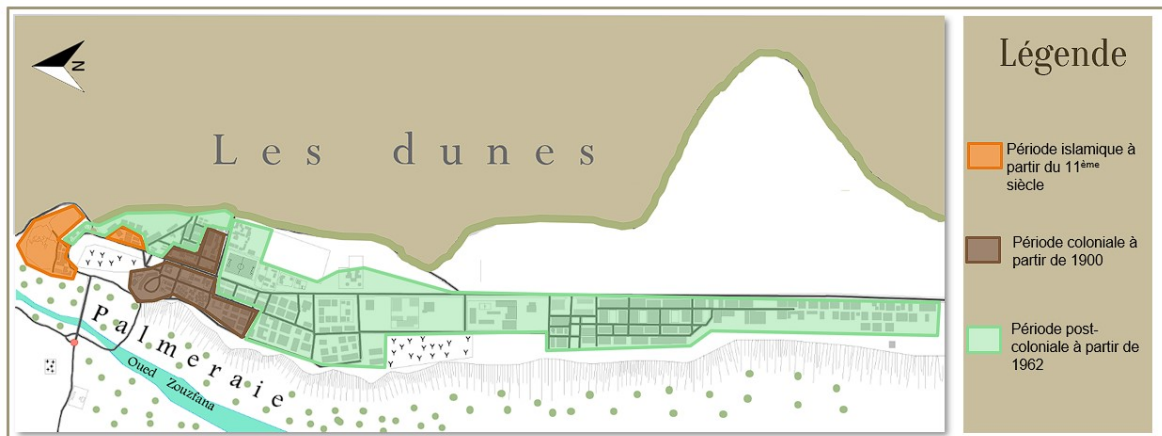 N
Les dunes
Palmeraie
Oued Zouzfana
Légende
Période islamique à
partir du 11ème
siècle
Période coloniale à
partir de 1900
Période post-
coloniale à partir de
1962